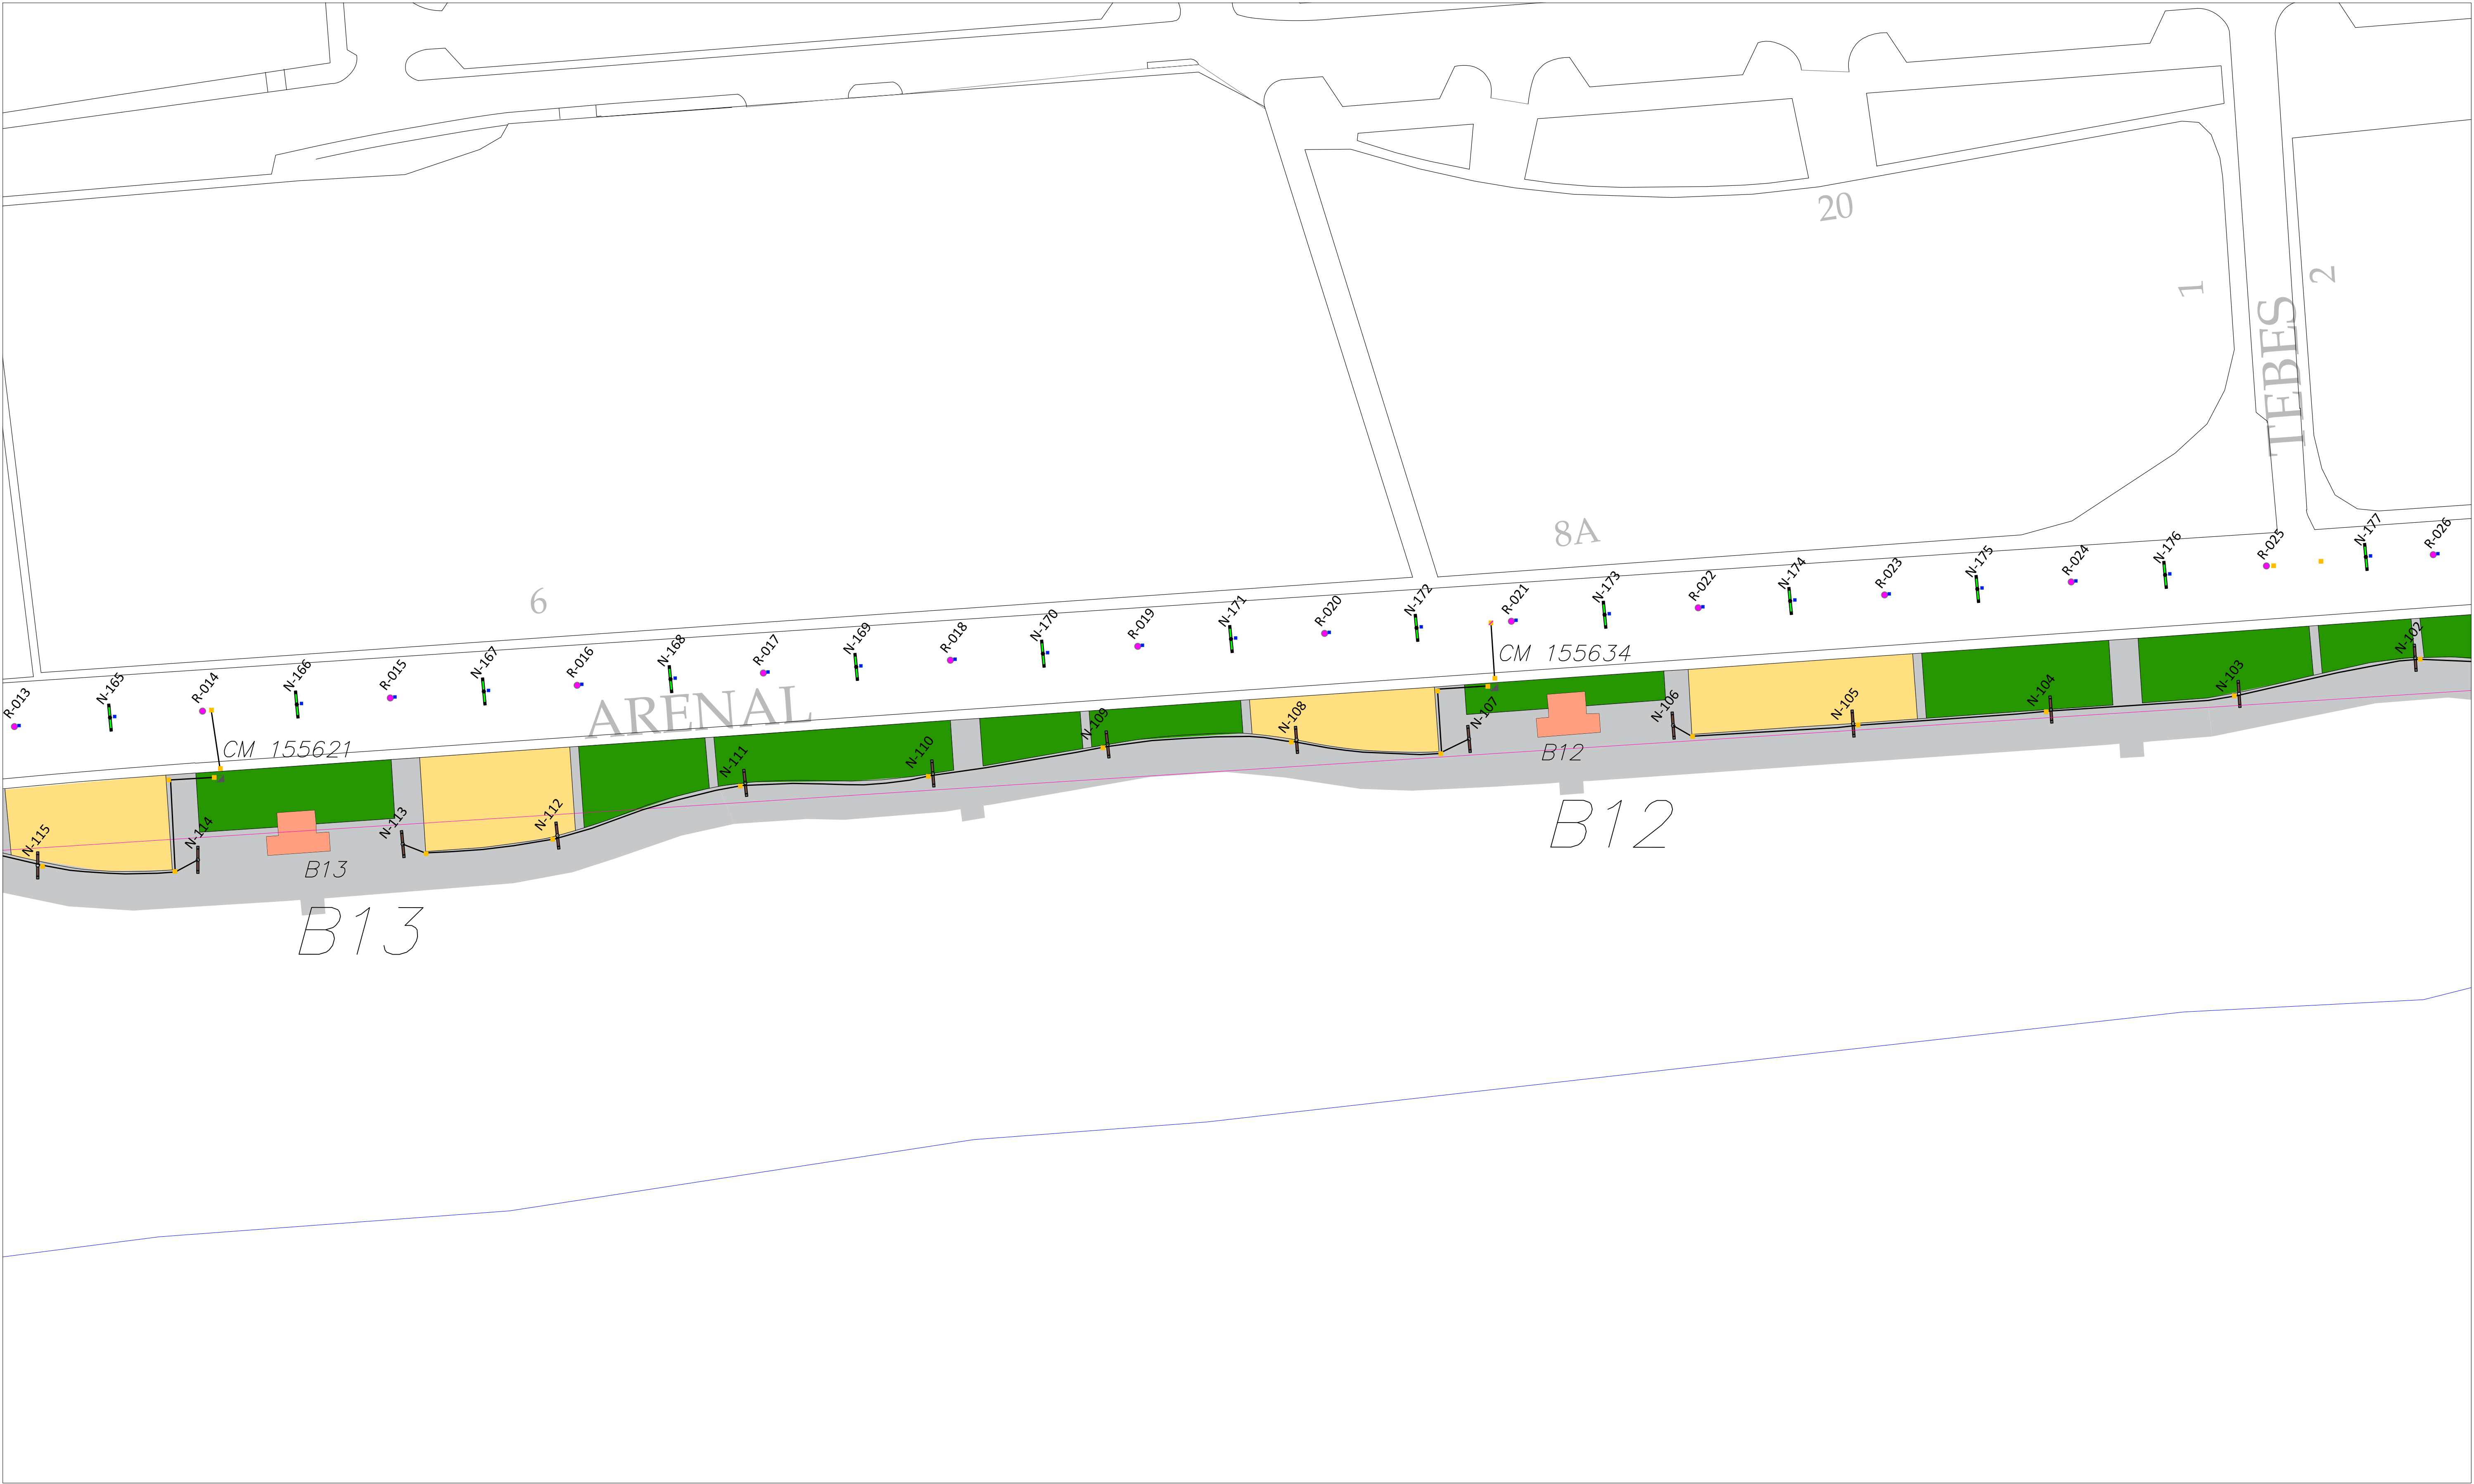 20
1
2
TEBES
8A
6
ARENAL
R-013
N-165
R-014
N-166
R-015
N-167
R-016
N-168
R-017
N-169
R-018
N-170
R-019
N-171
R-020
N-172
R-021
N-173
R-022
N-174
R-023
N-175
R-024
N-176
R-025
N-177
R-026
CM 155621
CM 155634
N-115
N-114
N-113
N-112
N-111
N-110
N-109
N-108
N-107
N-106
N-105
N-104
N-103
N-102
B13
B12
B13
B12